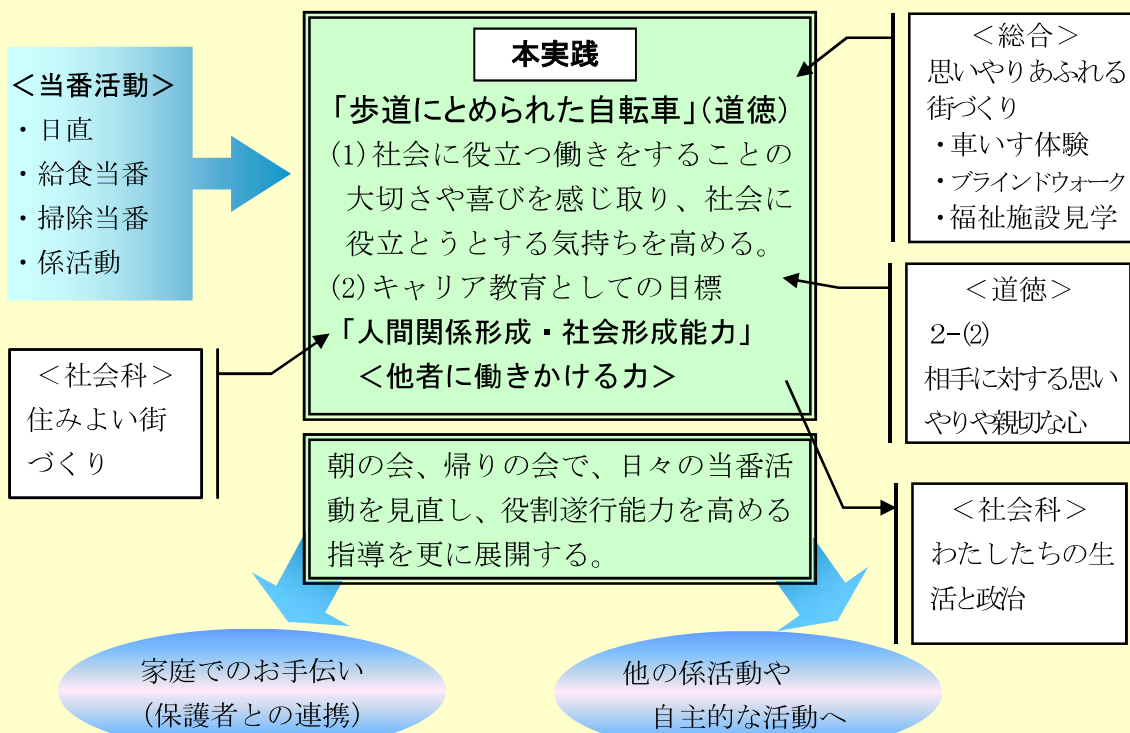 ＜当番活動＞
・日直
・給食当番
・掃除当番
・係活動
＜社会科＞
住みよい街
づくり
本実践
「歩道にとめられた自転車」(道徳)
(1)社会に役立つ働きをすることの
大切さや喜びを感じ取り、社会に
役立とうとする気持ちを高める。
(2)キャリア教育としての目標
「人間関係形成・社会形成能力」
＜他者に働きかける力＞
朝の会、帰りの会で、日々の当番活
動を見直し、役割遂行能力を高める
指導を更に展開する。
＜総合＞
思いやりあふれる
街づくり
・車いす体験
・ブラインドウォーク
・福祉施設見学
＜道徳＞
2-(2)
相手に対する思い
やりや親切な心
＜社会科＞
わたしたちの生
活と政治
家庭でのお手伝い
(保護者との連携)
他の係活動や
自主的な活動へ